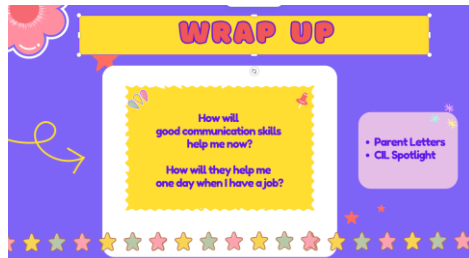 WRAP UP
How will
good communication skills
help me now?
How will they help me
one day when I have a job?
• Parent Letters
• CIL Spotlight